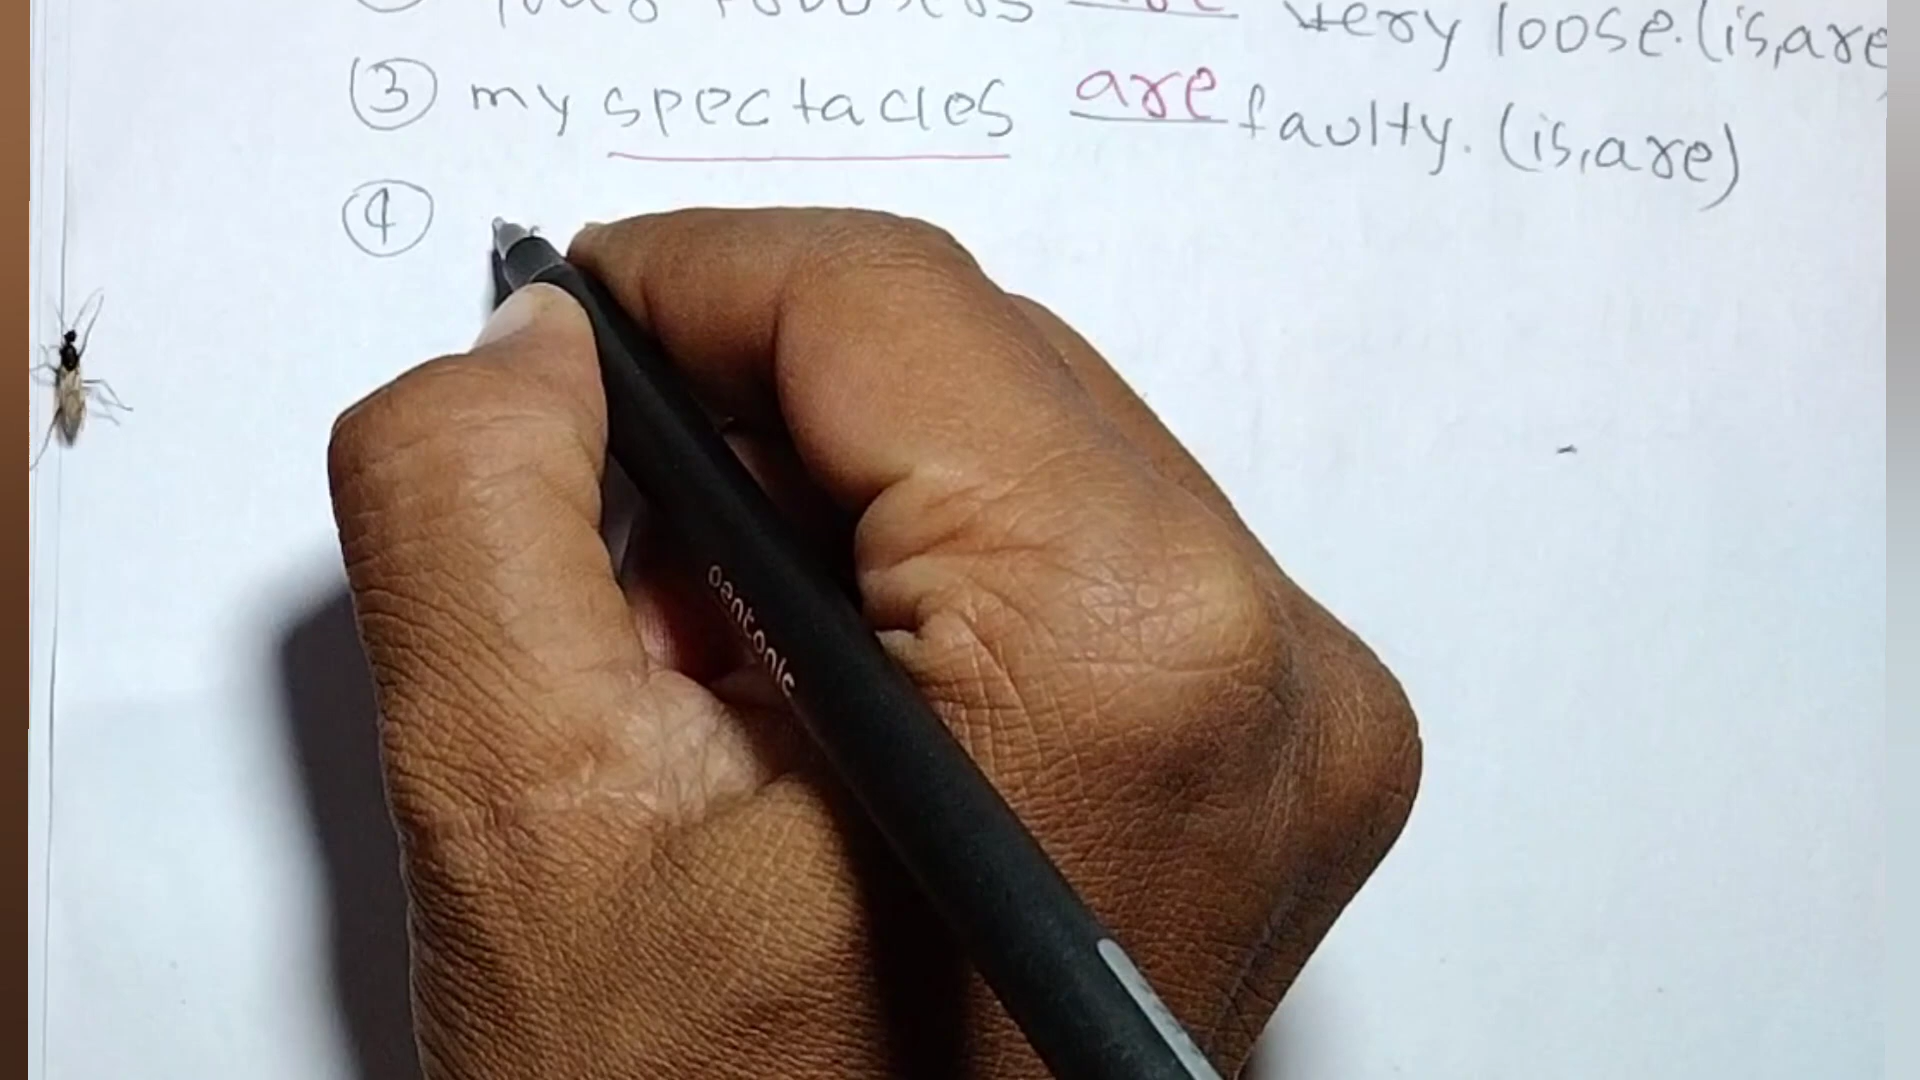 very loose. (is, are
③ my spectacles are faulty. (is, are)
④
pentonic